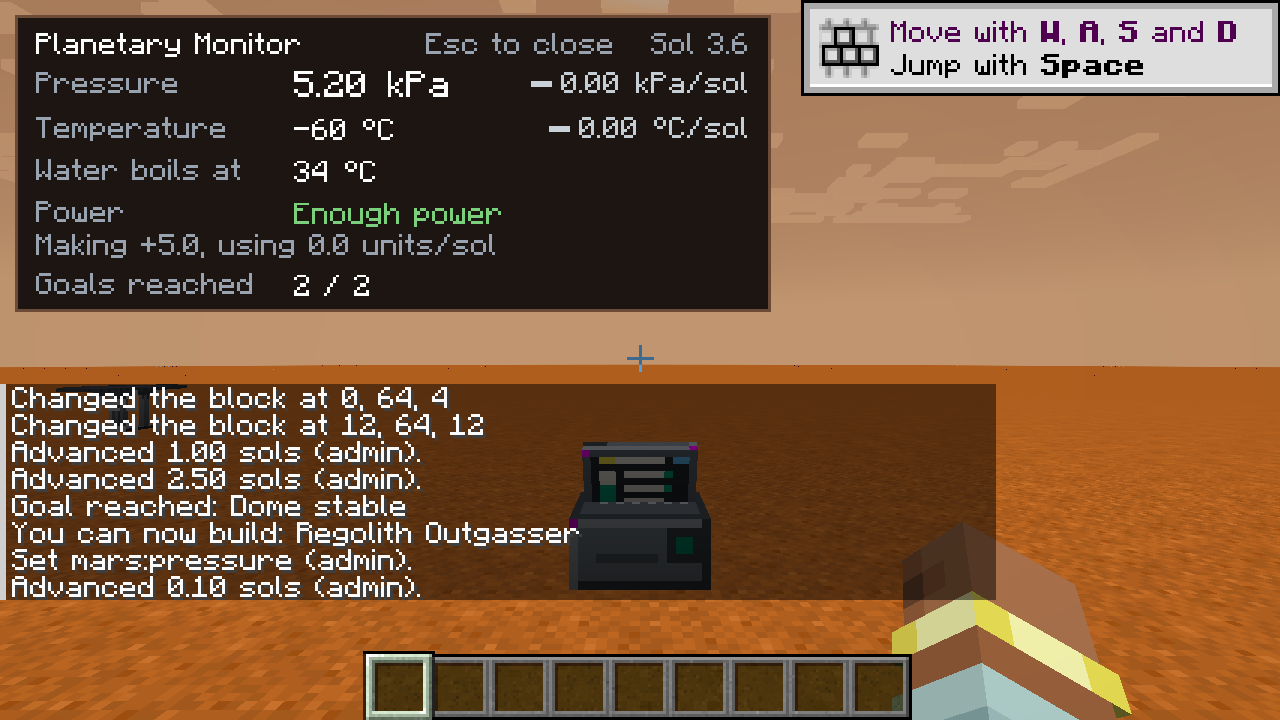 Planetary Monitor Esc to close Sol 3.6
Pressure 5.20 kPa 0.00 kPa/sol
Temperature -60 ºC 0.00 ºC/sol
Water boils at 34 ºC
Power Enough power
Making +5.0, using 0.0 units/sol
Goals reached 2 / 2
Move with W, A, S and D
Jump with Space
Changed the block at 0, 64, 4
Changed the block at 12, 64, 12
Advanced 1.00 sols (admin).
Advanced 2.50 sols (admin).
Goal reached: Dome stable
You can now build: Regolith Outgasser
Set mars:pressure (admin).
Advanced 0.10 sols (admin).